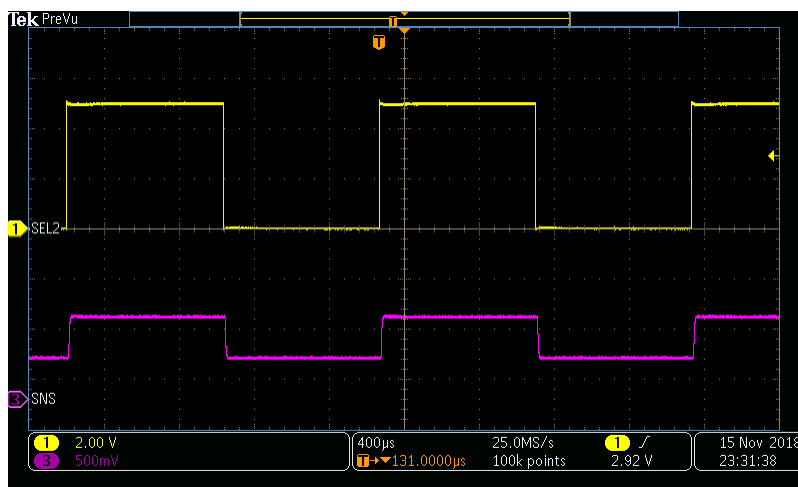 Tek PreVu
T
T
1 SEL2
3 SNS
1 2.00 V 400µs 25.0MS/s 1 15 Nov 2018
3 500mV T→▼131.0000µs 100k points 2.92 V 23:31:38